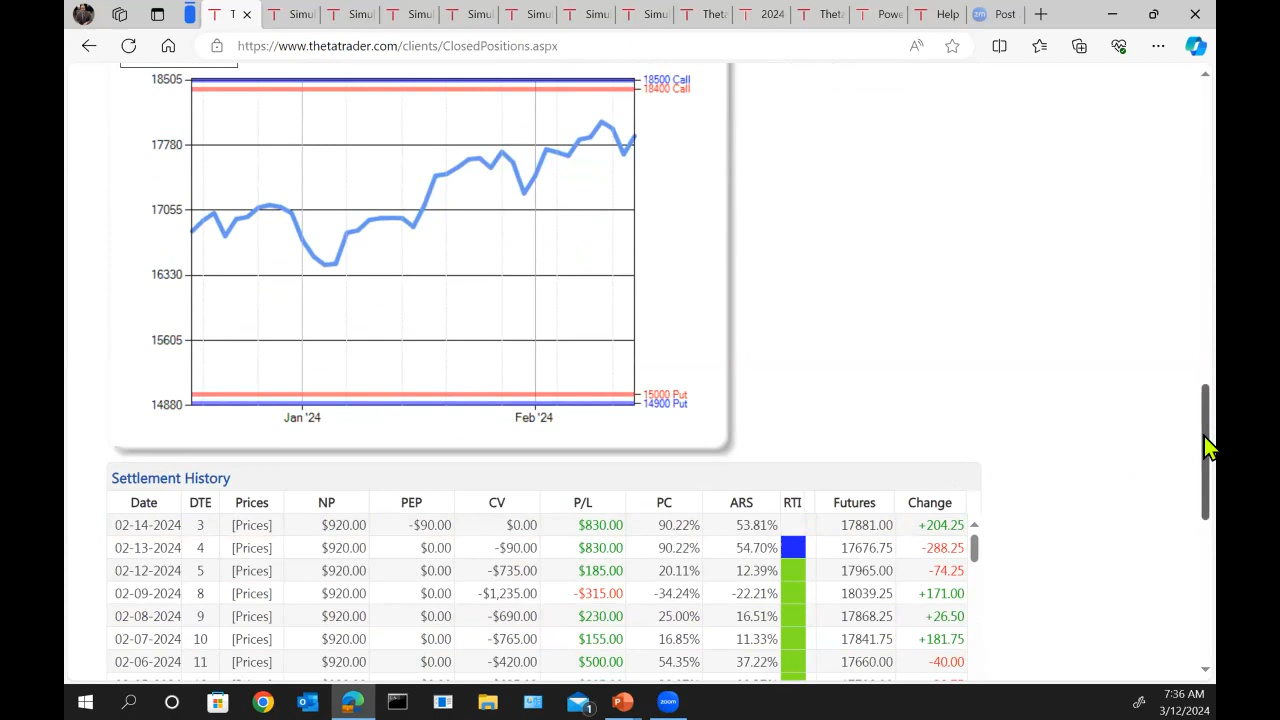 T
Simul
Simul
Simul
Simul
Simu
Simu
Simu
Theta
2024
Theta
Powe
Help
zm Post
https://www.thetatrader.com/clients/ClosedPositions.aspx
18505
18500 Call
18400 Call
17780
17055
16330
15605
15000 Put
14880
14900 Put
Jan '24 Feb '24
Settlement History
Date DTE Prices NP PEP CV P/L PC ARS RTI Futures Change
02-14-2024 3 [Prices] $920.00 -$90.00 $0.00 $830.00 90.22% 53.81% 17881.00 +204.25
02-13-2024 4 [Prices] $920.00 $0.00 -$90.00 $830.00 90.22% 54.70% 17676.75 -288.25
02-12-2024 5 [Prices] $920.00 $0.00 -$735.00 $185.00 20.11% 12.39% 17965.00 -74.25
02-09-2024 8 [Prices] $920.00 $0.00 -$1,235.00 -$315.00 -34.24% -22.21% 18039.25 +171.00
02-08-2024 9 [Prices] $920.00 $0.00 -$690.00 $230.00 25.00% 16.51% 17868.25 +26.50
02-07-2024 10 [Prices] $920.00 $0.00 -$765.00 $155.00 16.85% 11.33% 17841.75 +181.75
02-06-2024 11 [Prices] $920.00 $0.00 -$420.00 $500.00 54.35% 37.22% 17660.00 -40.00
zoom
7:36 AM
3/12/2024